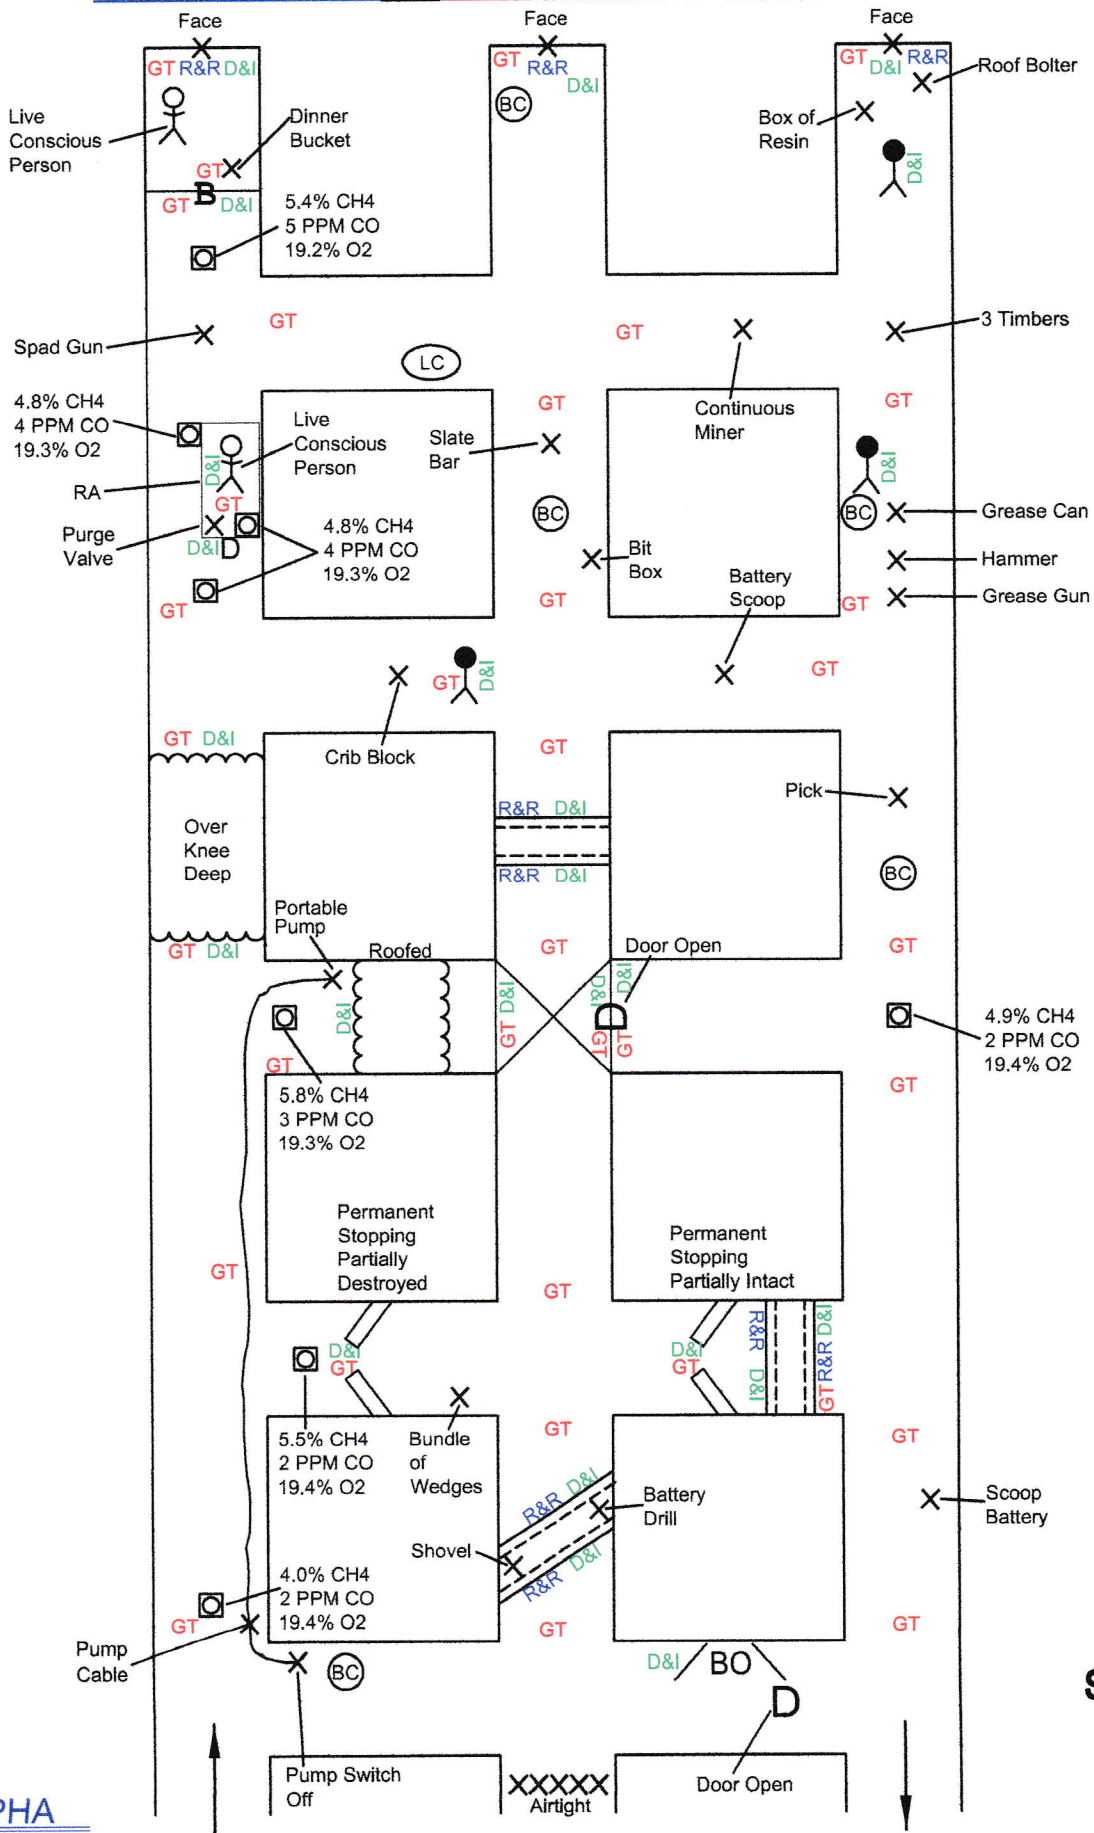 Face
Face
Face
GT R&R D&I
GT
R&R
D&I
GT
D&I
R&R
Roof Bolter
BC
Live
Conscious
Person
Dinner
Bucket
Box of
Resin
GT
D&I
B
GT
D&I
5.4% CH4
5 PPM CO
19.2% O2
Spad Gun
GT
GT
3 Timbers
LC
4.8% CH4
4 PPM CO
19.3% O2
Live
Conscious
Person
GT
Slate
Bar
Continuous
Miner
GT
D&I
RA
D&I
GT
Purge
Valve
BC
BC
Grease Can
D&I
D
4.8% CH4
4 PPM CO
19.3% O2
Bit
Box
Battery
Scoop
Hammer
Grease Gun
GT
GT
GT
GT
D&I
GT
GT D&I
Crib Block
GT
Pick
R&R D&I
Over
Knee
Deep
BC
R&R D&I
Portable
Pump
GT D&I
Roofed
GT
Door Open
GT
D&I
D&I
GT
D&I
D&I
D
GT
GT
4.9% CH4
2 PPM CO
19.4% O2
GT
GT
5.8% CH4
3 PPM CO
19.3% O2
Permanent
Stopping
Partially
Destroyed
Permanent
Stopping
Partially Intact
GT
GT
D&I
GT
D&I
GT
R&R
D&I
D&I
R&R
GT
5.5% CH4
2 PPM CO
19.4% O2
Bundle
of
Wedges
GT
GT
R&R D&I
Battery
Drill
Scoop
Battery
Shovel
R&R D&I
4.0% CH4
2 PPM CO
19.4% O2
GT
GT
GT
Pump
Cable
BC
D&I
BO
D
S
Pump Switch
Off
Airtight
Door Open
PHA